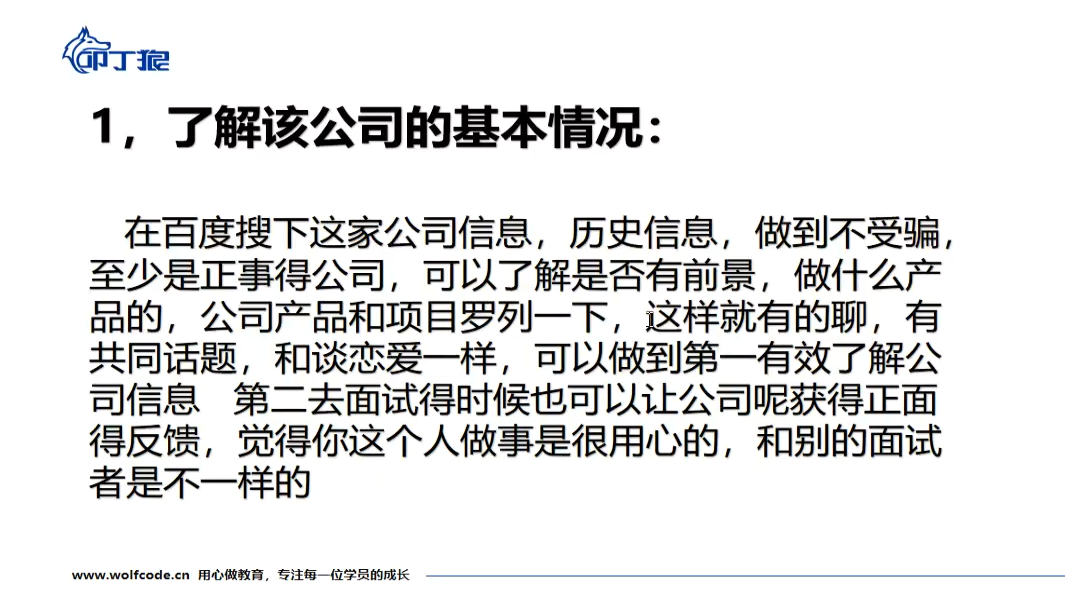 叩丁狼
1，了解该公司的基本情况：
在百度搜下这家公司信息，历史信息，做到不受骗，
至少是正事得公司，可以了解是否有前景，做什么产
品的，公司产品和项目罗列一下，这样就有的聊，有
共同话题，和谈恋爱一样，可以做到第一有效了解公
司信息 第二去面试得时候也可以让公司呢获得正面
得反馈，觉得你这个人做事是很用心的，和别的面试
者是不一样的
www.wolfcode.cn 用心做教育，专注每一位学员的成长